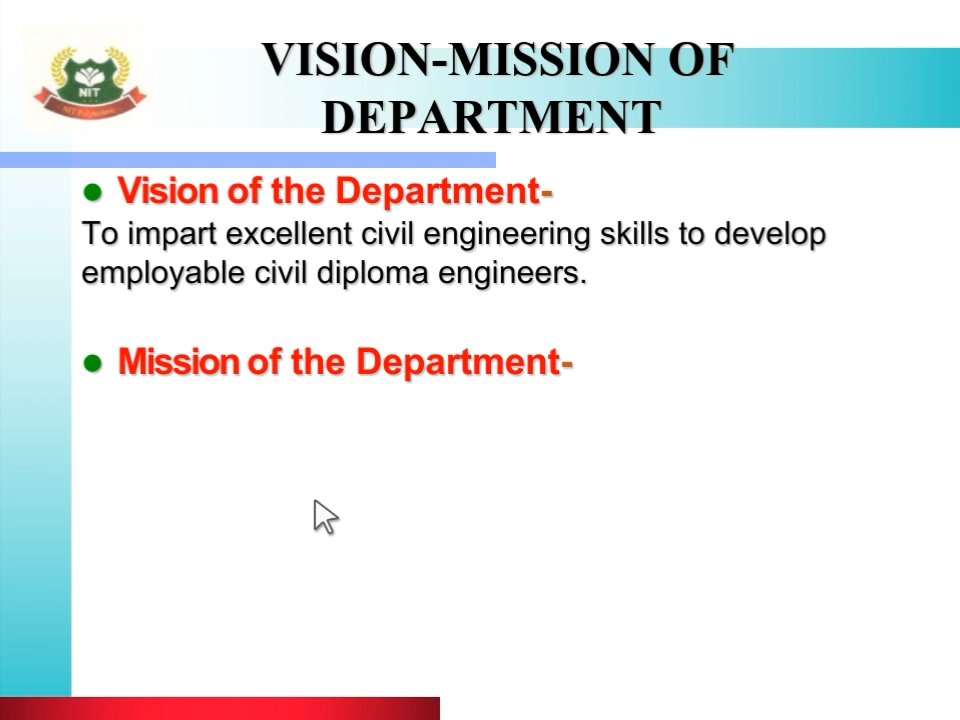 NIT
VISION-MISSION OF
DEPARTMENT
Vision of the Department-
To impart excellent civil engineering skills to develop
employable civil diploma engineers.
Mission of the Department-